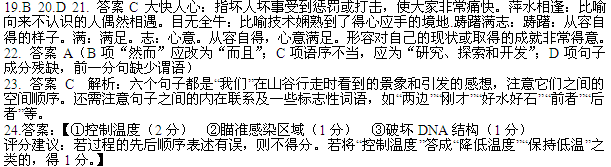 19.B 20.D 21. 答案 C 大快人心：指坏人坏事受到惩罚或打击，使大家非常痛快。萍水相逢：比喻
向来不认识的人偶然相遇。目无全牛：比喻技术娴熟到了得心应手的境地.踌躇满志：踌躇：从容自
得的样子。满：满足。志：心意。从容自得，心意满足。形容对自己的现状或取得的成就非常得意。
22. 答案 A（B 项“然而”应改为“而且”；C 项语序不当，应为“研究、探索和开发”；D 项句子
成分残缺，前一分句缺少谓语）
23. 答案 C 解析：六个句子都是“我们”在山谷行走时看到的景象和引发的感想，注意它们之间的
空间顺序。还需注意句子之间的内在联系及一些标志性词语，如“两边”“刚才”“好水好石”“前者”“后
者”等。
24.答案：【①控制温度（2 分） ②瞄准感染区域（1 分） ③破坏 DNA 结构（1 分）
评分建议：若过程的先后顺序表述有误，则不得分。若将“控制温度”答成“降低温度”“保持低温”之
类的，得 1 分。】